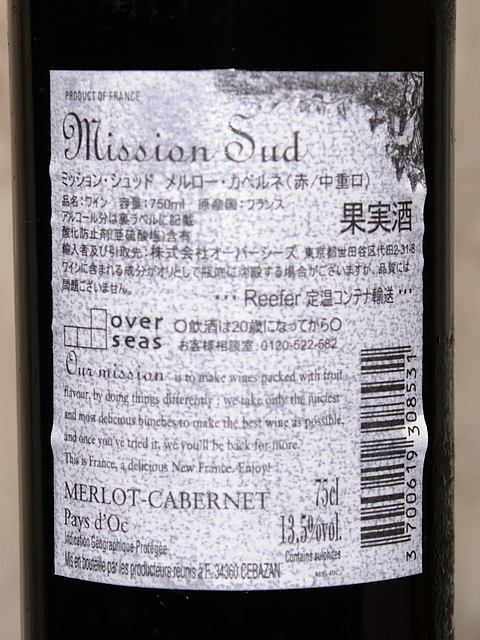 PRODUCT OF FRANCE
Mission Sud
ミッション・シュッド メルロー・カベルネ(赤/中重口)
品名:ワイン 容量:750ml 原産国:フランス
アルコール分は裏ラベルに記載
果実酒
酸化防止剤(亜硫酸塩)含有
輸入者及び引取先:株式会社オーバーシーズ 東京都世田谷区代田2-31-8
ワインに含まれる成分がオリとして瓶底に沈殿する場合がございますが、品質には
問題ございません。
••• Reefer 定温コンテナ輸送 •••
over
seas
〇飲酒は20歳になってから〇
お客様相談室:0120-522-582
Our mission is to make wines packed with fruit
flavour, by doing things differently : we take only the juiciest
and most delicious bunches to make the best wine as possible,
and once you've tried it, we you'll be back for more.
This is France, a delicious New France. Enjoy!
MERLOT-CABERNET
75cl
Pays d'Oc
13,5%vol.
Indication Géographique Protégée
Contains sulphites
Mis en bouteille par les producteurs réunis à F. 34360 CEBAZAN
3 700619 308531